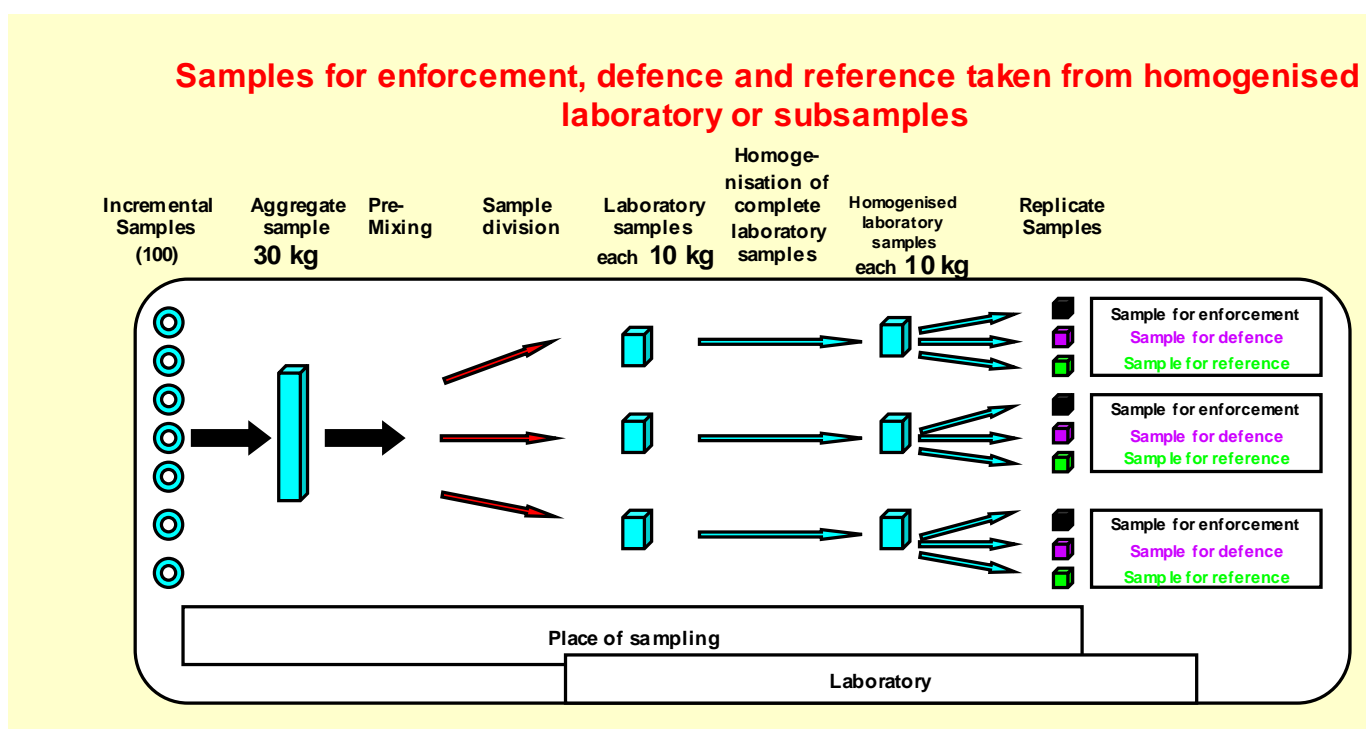 Samples for enforcement, defence and reference taken from homogenised
laboratory or subsamples
Incremental
Samples
(100)
Aggregate
sample
30 kg
Pre-
Mixing
Sample
division
Laboratory
samples
each 10 kg
Homoge-
nisation of
complete
laboratory
samples
Homogenised
laboratory
samples
each 10 kg
Replicate
Samples
Sample for enforcement
Sample for defence
Sample for reference
Sample for enforcement
Sample for defence
Sample for reference
Sample for enforcement
Sample for defence
Sample for reference
Place of sampling
Laboratory